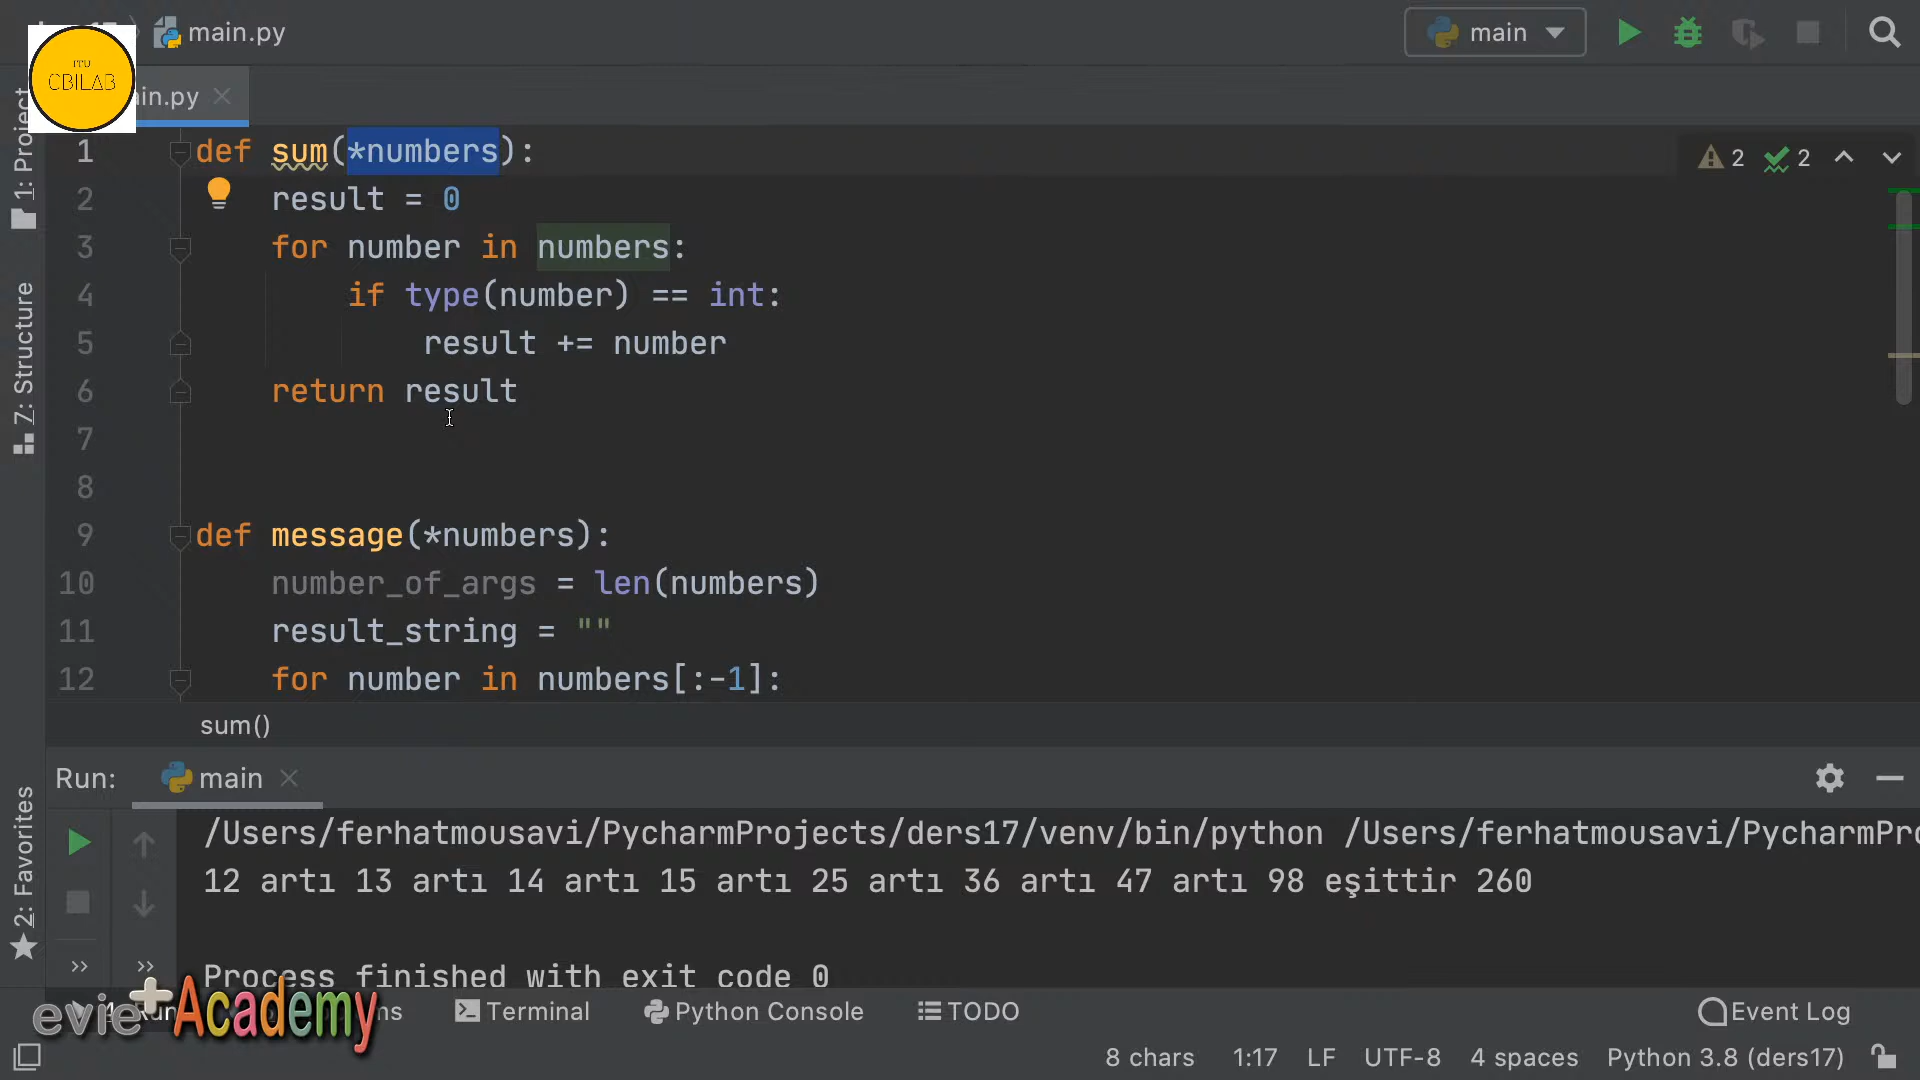 main.py
main
ITU
CBILAB
in.py
1: Project
Z: Structure
2: Favorites
2 2
1 def sum(*numbers):
2 result = 0
3 for number in numbers:
4 if type(number) == int:
5 result += number
6 return result
7
8
9 def message(*numbers):
10 number_of_args = len(numbers)
11 result_string = ""
12 for number in numbers[:-1]:
sum()
Run: main
/Users/ferhatmousavi/PycharmProjects/ders17/venv/bin/python /Users/ferhatmousavi/PycharmPro
12 artı 13 artı 14 artı 15 artı 25 artı 36 artı 47 artı 98 eşittir 260
Process finished with exit code 0
evie+Academy
Terminal Python Console TODO Event Log
8 chars 1:17 LF UTF-8 4 spaces Python 3.8 (ders17)